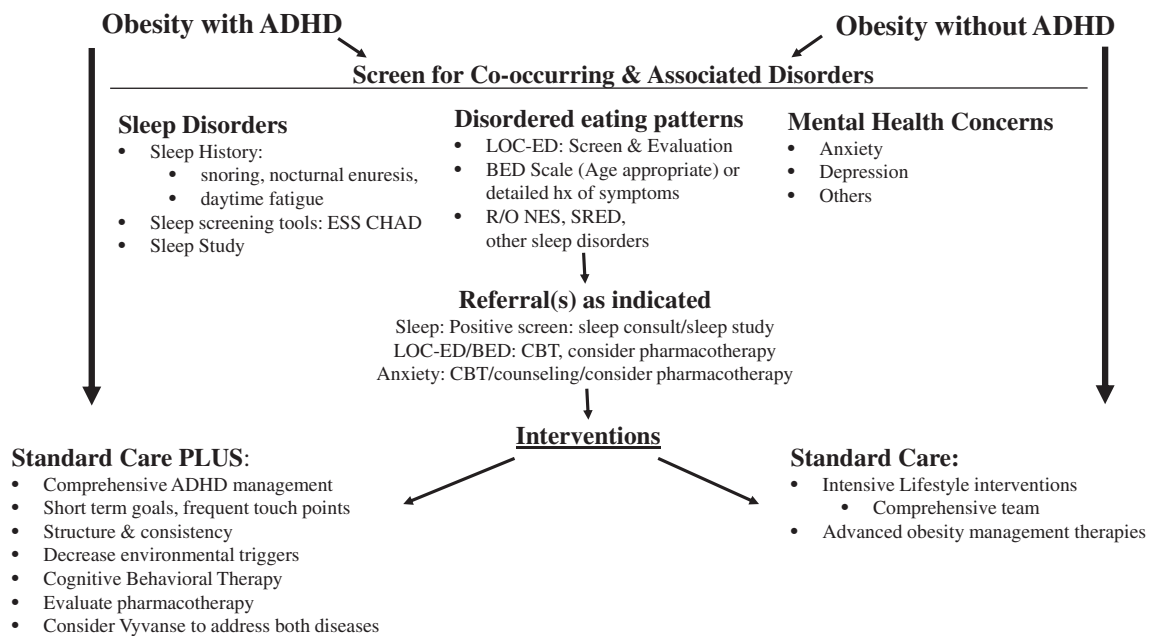 Obesity with ADHD
Obesity without ADHD
Screen for Co-occurring & Associated Disorders
Sleep Disorders
• Sleep History:
• snoring, nocturnal enuresis,
• daytime fatigue
• Sleep screening tools: ESS CHAD
• Sleep Study
Disordered eating patterns
• LOC-ED: Screen & Evaluation
• BED Scale (Age appropriate) or
detailed hx of symptoms
• R/O NES, SRED,
other sleep disorders
Mental Health Concerns
• Anxiety
• Depression
• Others
Referral(s) as indicated
Sleep: Positive screen: sleep consult/sleep study
LOC-ED/BED: CBT, consider pharmacotherapy
Anxiety: CBT/counseling/consider pharmacotherapy
Interventions
Standard Care PLUS:
• Comprehensive ADHD management
• Short term goals, frequent touch points
• Structure & consistency
• Decrease environmental triggers
• Cognitive Behavioral Therapy
• Evaluate pharmacotherapy
• Consider Vyvanse to address both diseases
Standard Care:
• Intensive Lifestyle interventions
• Comprehensive team
• Advanced obesity management therapies